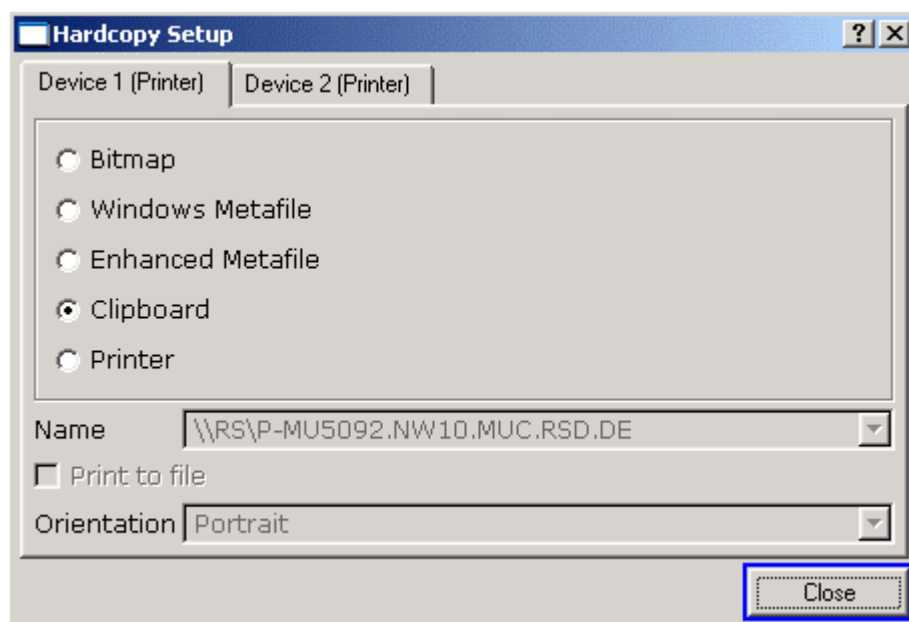 Hardcopy Setup
Device 1 (Printer) Device 2 (Printer)
Bitmap
Windows Metafile
Enhanced Metafile
Clipboard
Printer
Name \\RS\P-MU5092.NW10.MUC.RSD.DE
Print to file
Orientation Portrait
Close